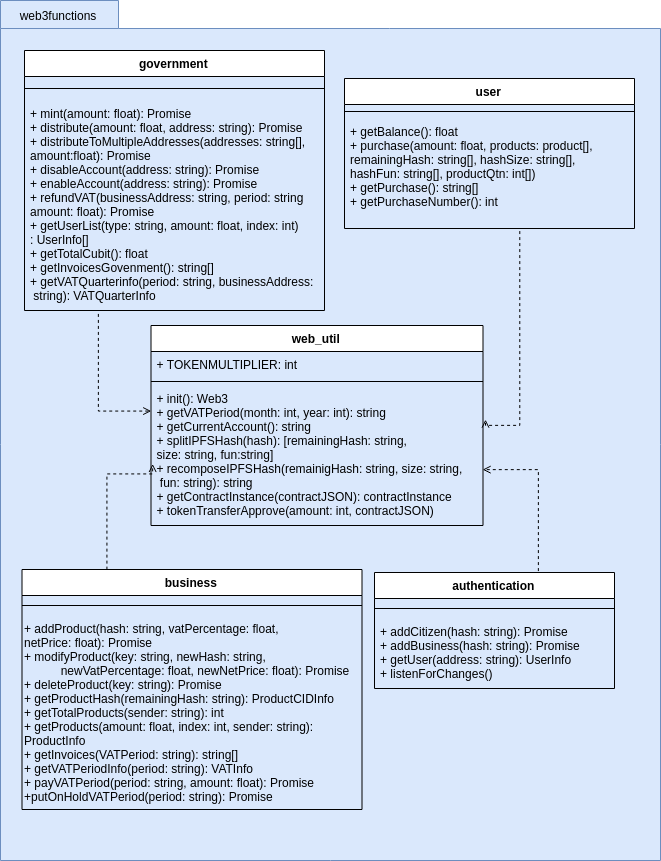 web3functions
government
+ mint(amount: float): Promise
+ distribute(amount: float, address: string): Promise
+ distributeToMultipleAddresses(addresses: string[],
amount:float): Promise
+ disableAccount(address: string): Promise
+ enableAccount(address: string): Promise
+ refundVAT(businessAddress: string, period: string
amount: float): Promise
+ getUserList(type: string, amount: float, index: int)
: UserInfo[]
+ getTotalCubit(): float
+ getInvoicesGovenment(): string[]
+ getVATQuarterinfo(period: string, businessAddress:
string): VATQuarterInfo
user
+ getBalance(): float
+ purchase(amount: float, products: product[],
remainingHash: string[], hashSize: string[],
hashFun: string[], productQtn: int[])
+ getPurchase(): string[]
+ getPurchaseNumber(): int
web_util
+ TOKENMULTIPLIER: int
+ init(): Web3
+ getVATPeriod(month: int, year: int): string
+ getCurrentAccount(): string
+ splitIPFSHash(hash): [remainingHash: string,
size: string, fun:string]
+ recomposeIPFSHash(remainigHash: string, size: string,
fun: string): string
+ getContractInstance(contractJSON): contractInstance
+ tokenTransferApprove(amount: int, contractJSON)
business
+ addProduct(hash: string, vatPercentage: float,
netPrice: float): Promise
+ modifyProduct(key: string, newHash: string,
newVatPercentage: float, newNetPrice: float): Promise
+ deleteProduct(key: string): Promise
+ getProductHash(remainingHash: string): ProductCIDInfo
+ getTotalProducts(sender: string): int
+ getProducts(amount: float, index: int, sender: string):
ProductInfo
+ getInvoices(VATPeriod: string): string[]
+ getVATPeriodInfo(period: string): VATInfo
+ payVATPeriod(period: string, amount: float): Promise
+putOnHoldVATPeriod(period: string): Promise
authentication
+ addCitizen(hash: string): Promise
+ addBusiness(hash: string): Promise
+ getUser(address: string): UserInfo
+ listenForChanges()